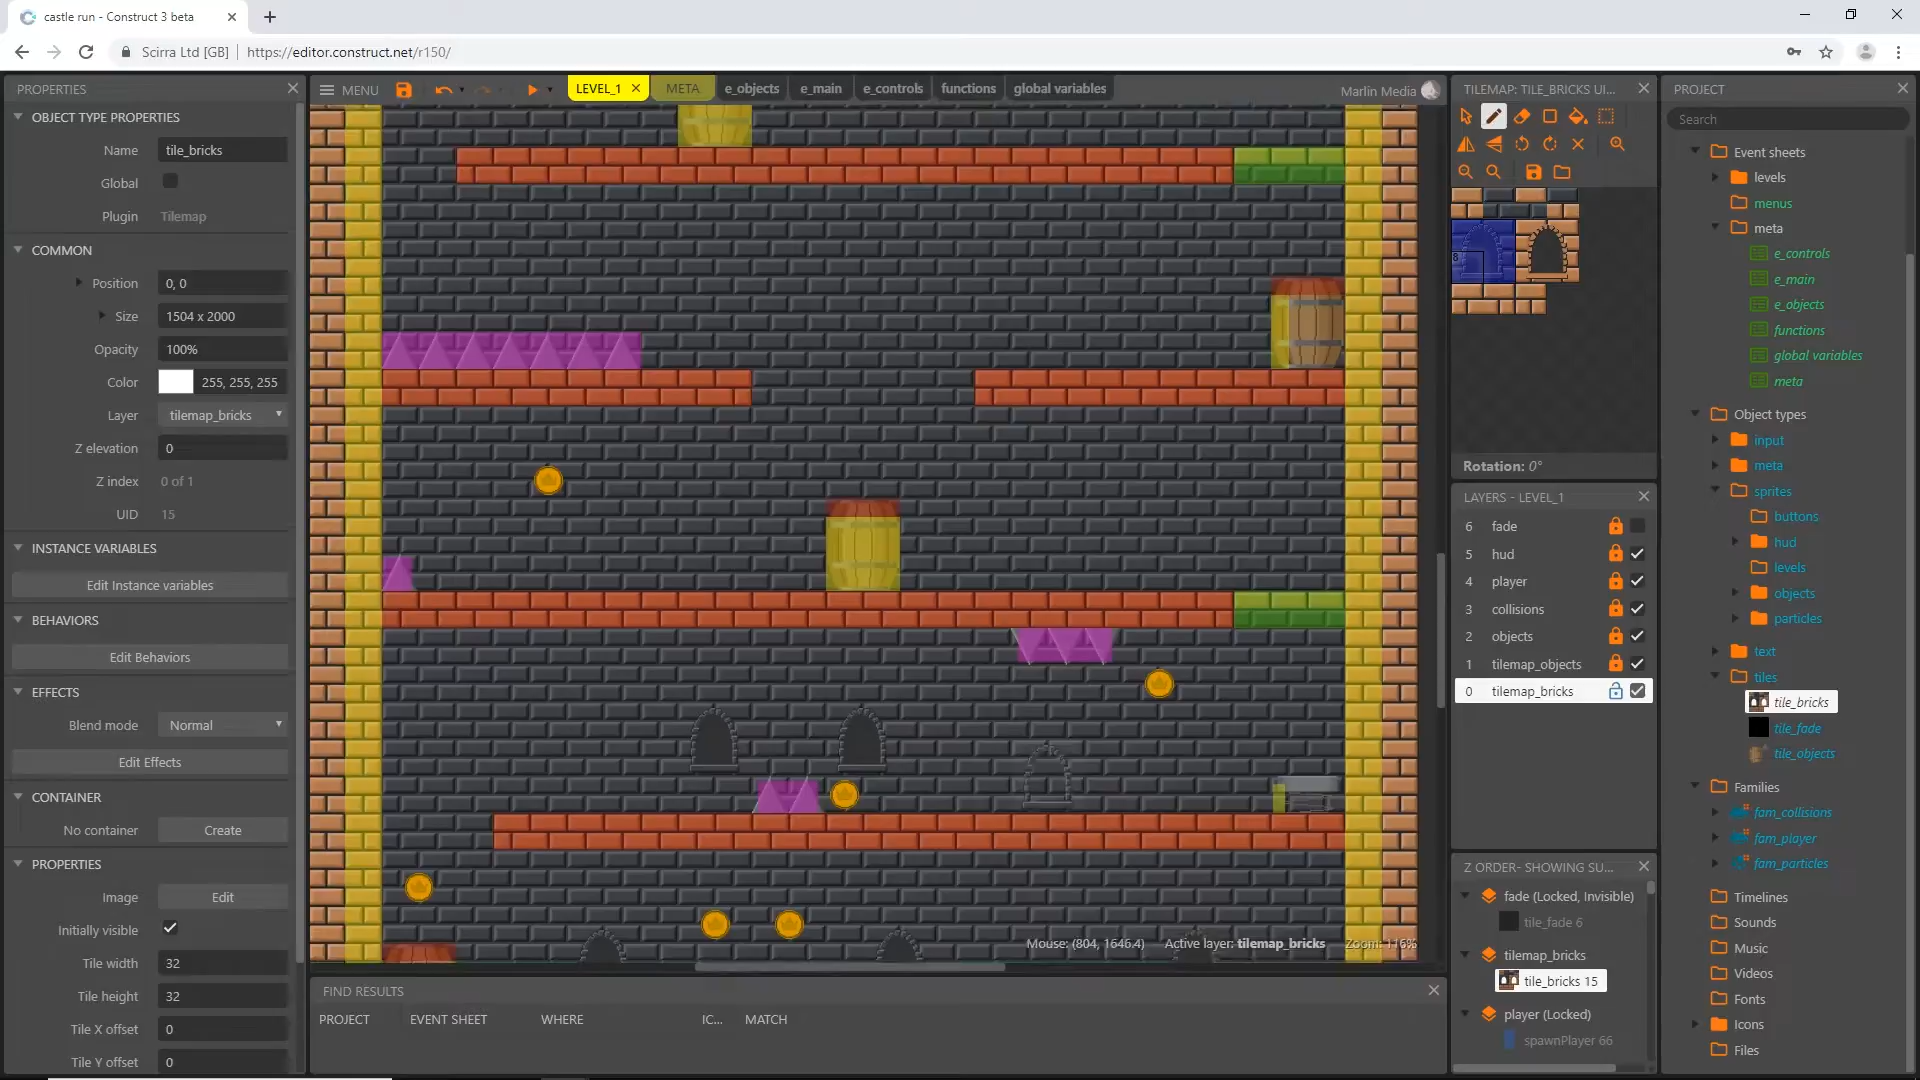 castle run - Construct 3 beta
Scirra Ltd [GB]
https://editor.construct.net/r150/
PROPERTIES
OBJECT TYPE PROPERTIES
Name tile_bricks
Global
Plugin Tilemap
COMMON
Position 0, 0
Size 1504 x 2000
Opacity 100%
Color 255, 255, 255
Layer tilemap_bricks
Z elevation 0
Z index 0 of 1
UID 15
INSTANCE VARIABLES
Edit Instance variables
BEHAVIORS
Edit Behaviors
EFFECTS
Blend mode Normal
Edit Effects
CONTAINER
No container Create
PROPERTIES
Image Edit
Initially visible
Tile width 32
Tile height 32
Tile X offset 0
Tile Y offset 0
MENU
LEVEL_1
META
e_objects
e_main
e_controls
functions
global variables
Marlin Media
Mouse: (804, 1646.4) Active layer: tilemap_bricks Zoom: 116%
FIND RESULTS
PROJECT EVENT SHEET WHERE IC... MATCH
TILEMAP: TILE_BRICKS UI...
8
Rotation: 0°
LAYERS - LEVEL_1
6 fade
5 hud
4 player
3 collisions
2 objects
1 tilemap_objects
0 tilemap_bricks
Z ORDER- SHOWING SU...
fade (Locked, Invisible)
tile_fade 6
tilemap_bricks
tile_bricks 15
player (Locked)
spawnPlayer 66
PROJECT
Search
Event sheets
levels
menus
meta
e_controls
e_main
e_objects
functions
global variables
meta
Object types
input
meta
sprites
buttons
hud
levels
objects
particles
text
tiles
tile_bricks
tile_fade
tile_objects
Families
fam_collisions
fam_player
fam_particles
Timelines
Sounds
Music
Videos
Fonts
Icons
Files